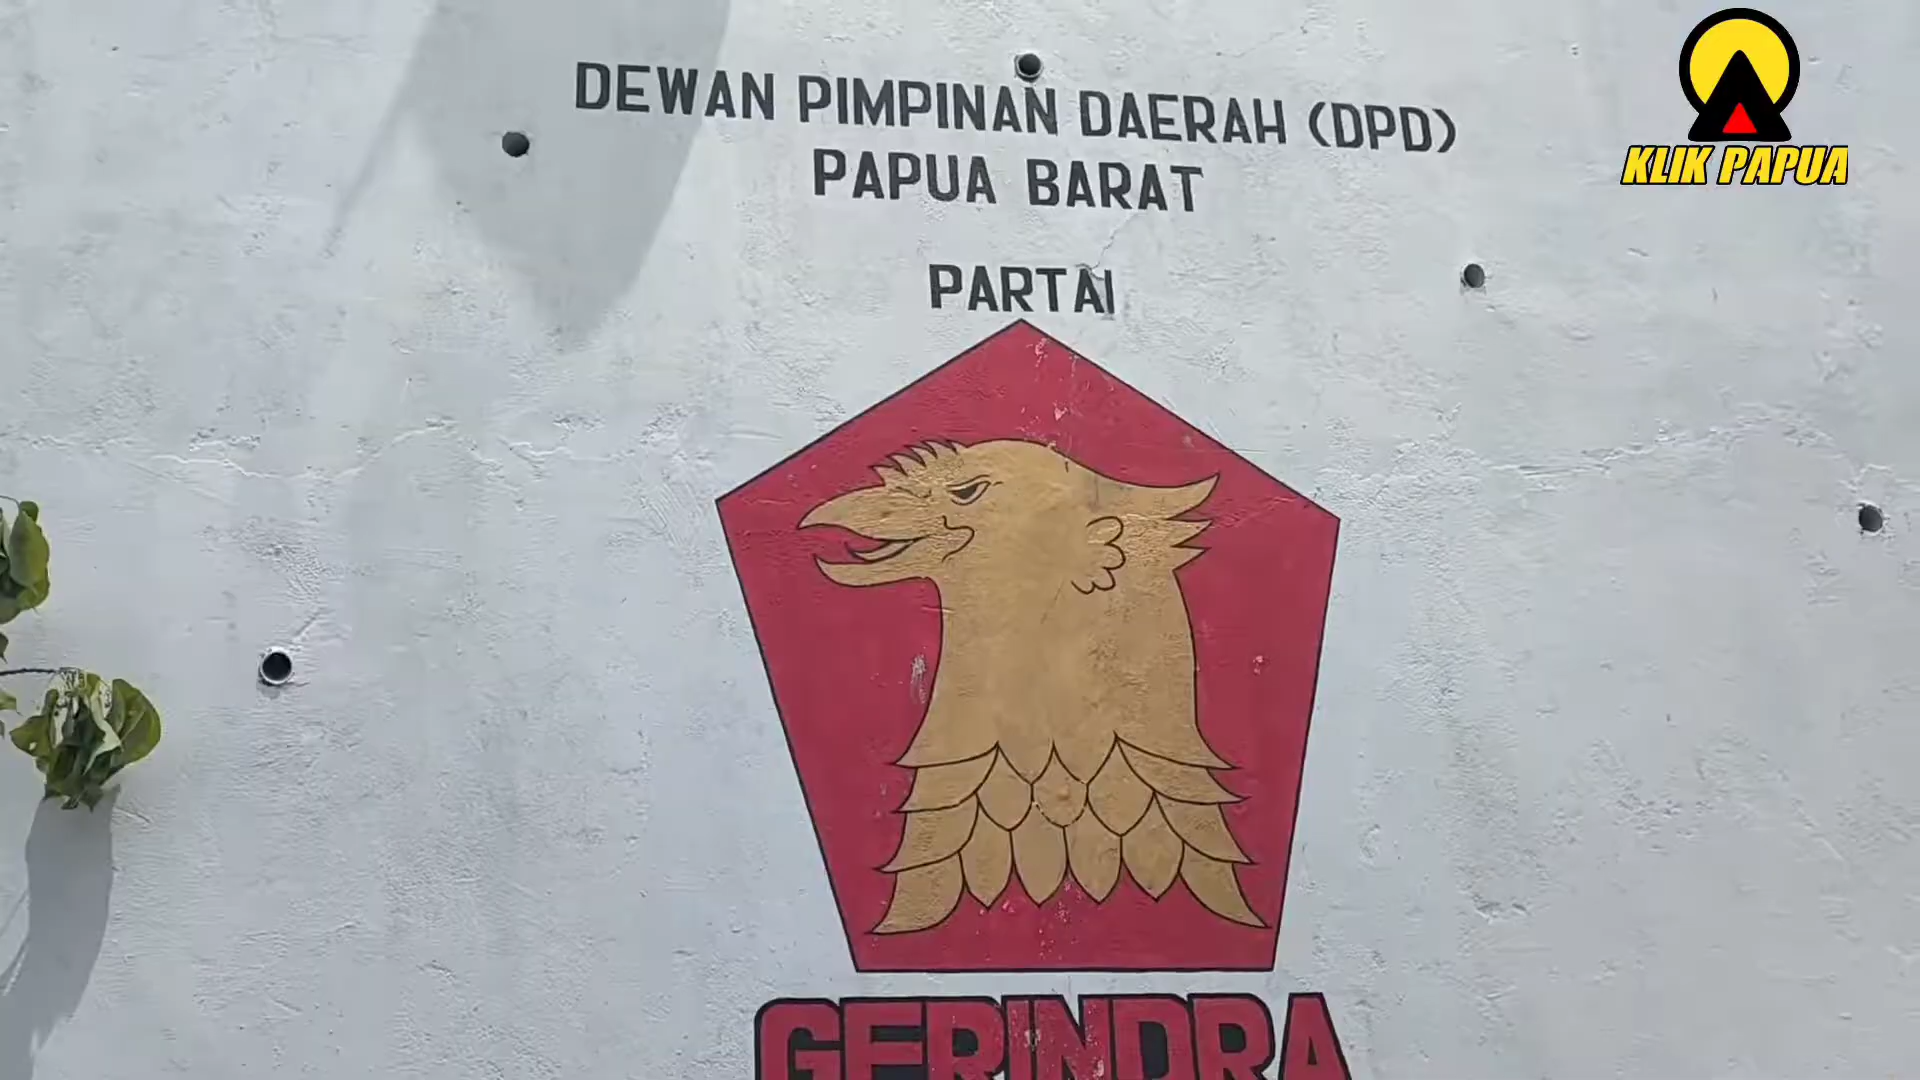 DEWAN PIMPINAN DAERAH (DPD)
PAPUA BARAT
PARTAI
GERINDRA
KLIK PAPUA